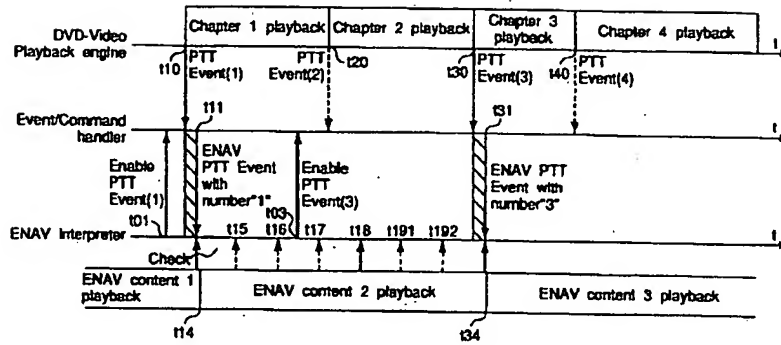 DVD-Video
Playback engine
Chapter 1 playback
Chapter 2 playback
Chapter 3
playback
Chapter 4 playback
t
t10
PTT
Event(1)
PTT
Event(2)
t20
t30
PTT
Event(3)
t40
PTT
Event(4)
t11
t31
Event/Command
handler
t
Enable
PTT
Event(1)
ENAV
PTT Event
with
number"1"
Enable
PTT
Event(3)
ENAV PTT
Event with
number"3"
t01
t03
t15
t16
t17
t18
t191
t192
ENAV Interpreter
t
Check
ENAV content 1
playback
ENAV content 2 playback
ENAV content 3 playback
t14
t34